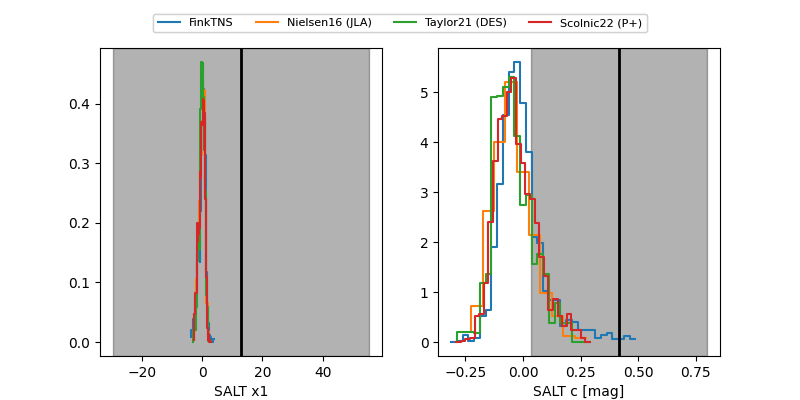 FinkTNS Nielsen16 (JLA) Taylor21 (DES) Scolnic22 (P+)
0.4
0.3
0.2
0.1
0.0
−20 0 20 40
SALT x1
5
4
3
2
1
0
−0.25 0.00 0.25 0.50 0.75
SALT c [mag]